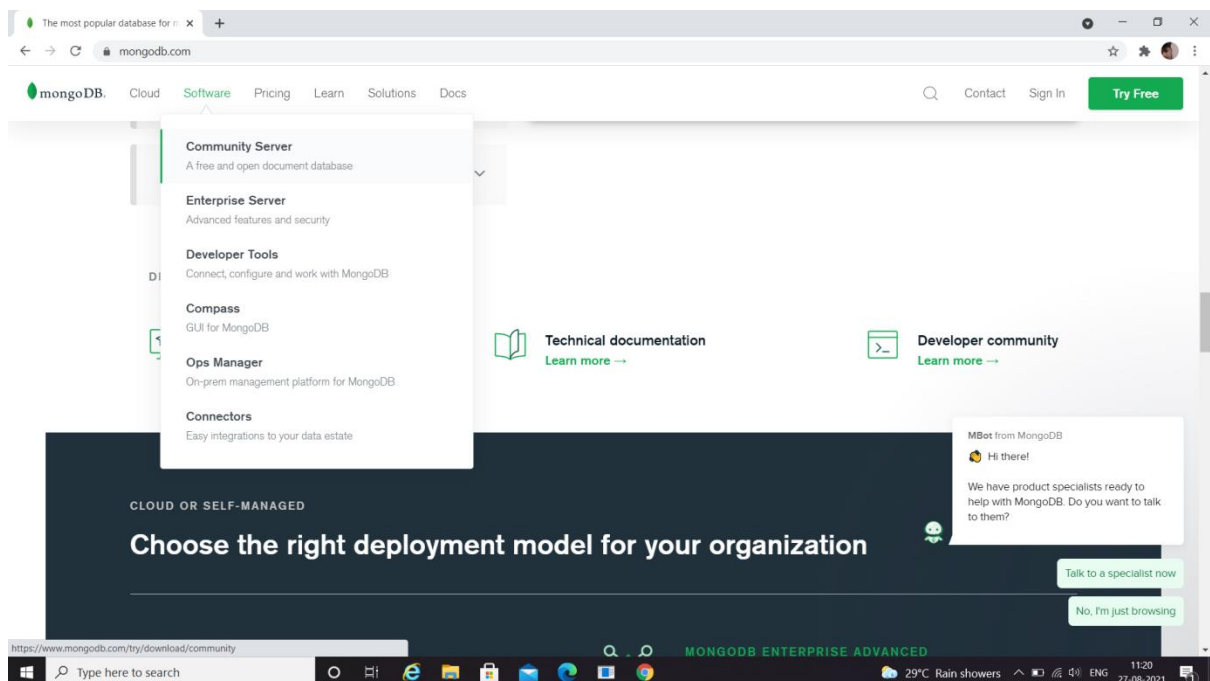 The most popular database for m
mongodb.com
mongoDB. Cloud Software Pricing Learn Solutions Docs Contact Sign In Try Free
Community Server
A free and open document database
Enterprise Server
Advanced features and security
Developer Tools
Connect, configure and work with MongoDB
Compass
GUI for MongoDB
Ops Manager
On-prem management platform for MongoDB
Connectors
Easy integrations to your data estate
Technical documentation
Learn more →
Developer community
Learn more →
MBot from MongoDB
Hi there!
We have product specialists ready to
help with MongoDB. Do you want to talk
to them?
CLOUD OR SELF-MANAGED
Choose the right deployment model for your organization
Talk to a specialist now
No, I'm just browsing
MONGODB ENTERPRISE ADVANCED
https://www.mongodb.com/try/download/community
Type here to search
29°C Rain showers ENG 11:20
27-08-2021